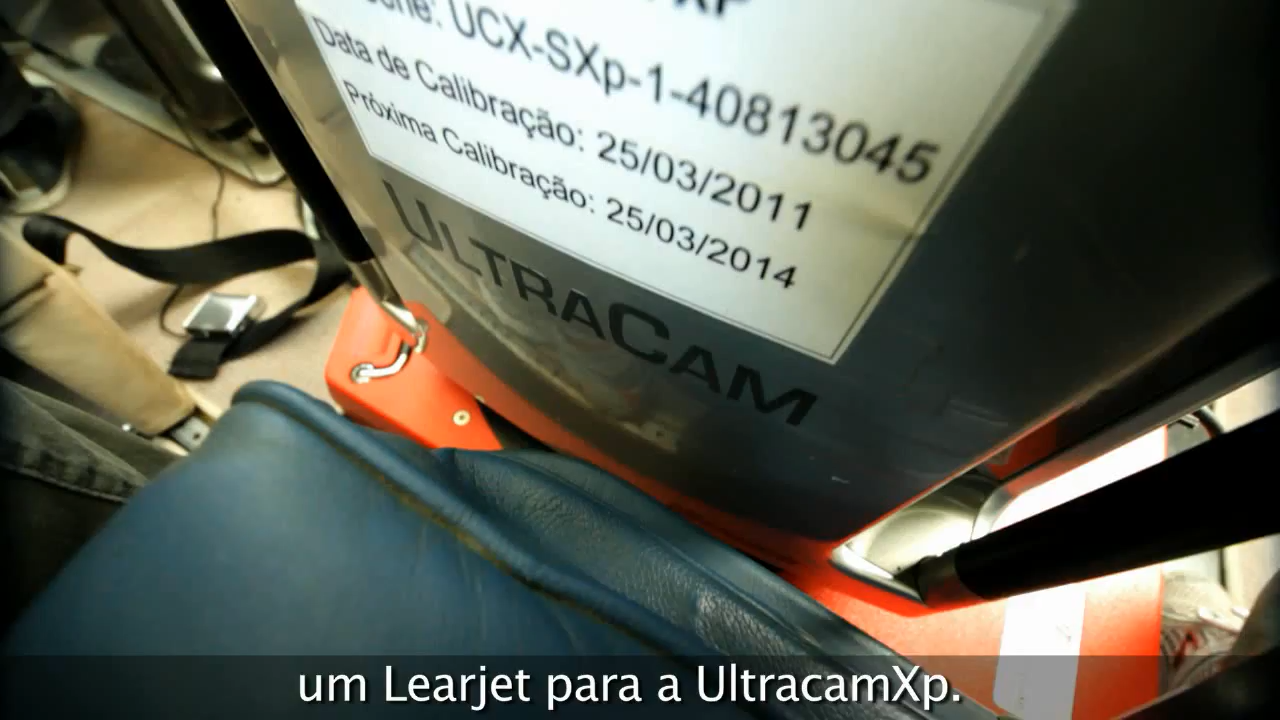 UCX-SXp-1-40813045
Data de Calibração: 25/03/2011
Próxima Calibração: 25/03/2014
ULTRACAM
um Learjet para a UltracamXp.